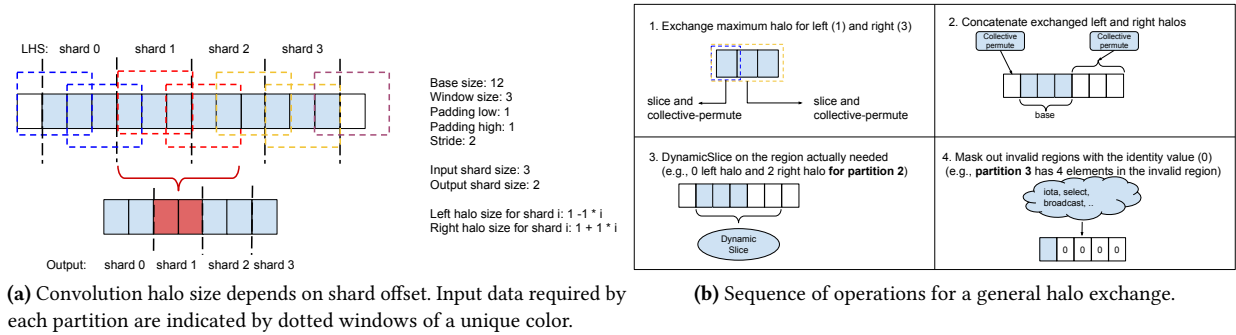 LHS: shard 0 shard 1 shard 2 shard 3
Base size: 12
Window size: 3
Padding low: 1
Padding high: 1
Stride: 2
Input shard size: 3
Output shard size: 2
Left halo size for shard i: 1 -1 * i
Right halo size for shard i: 1 + 1 * i
Output: shard 0 shard 1 shard 2 shard 3
(a) Convolution halo size depends on shard offset. Input data required by
each partition are indicated by dotted windows of a unique color.
1. Exchange maximum halo for left (1) and right (3)
slice and
collective-permute
slice and
collective-permute
2. Concatenate exchanged left and right halos
Collective
permute
Collective
permute
base
3. DynamicSlice on the region actually needed
(e.g., 0 left halo and 2 right halo for partition 2)
Dynamic
Slice
4. Mask out invalid regions with the identity value (0)
(e.g., partition 3 has 4 elements in the invalid region)
iota, select,
broadcast, ..
0 0 0 0
(b) Sequence of operations for a general halo exchange.